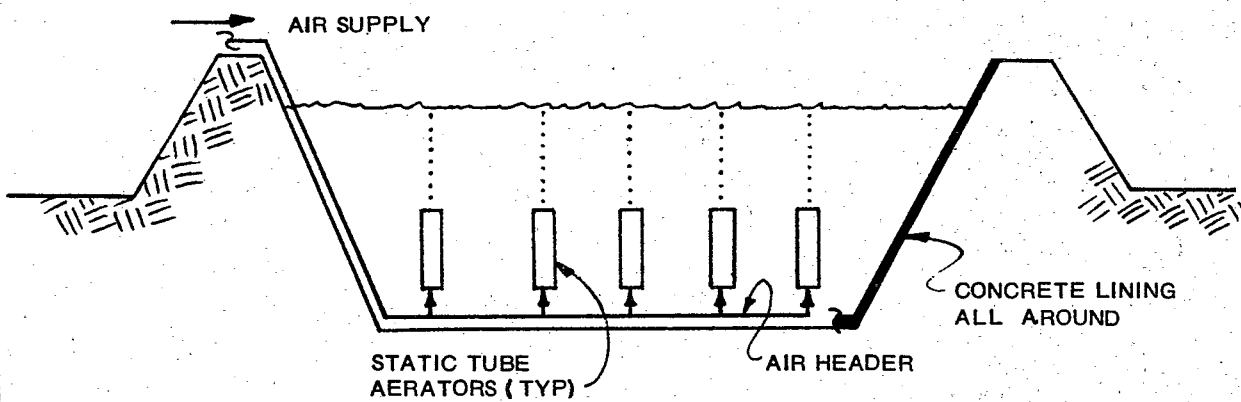 AIR SUPPLY
CONCRETE LINING
ALL AROUND
STATIC TUBE
AERATORS (TYP)
AIR HEADER